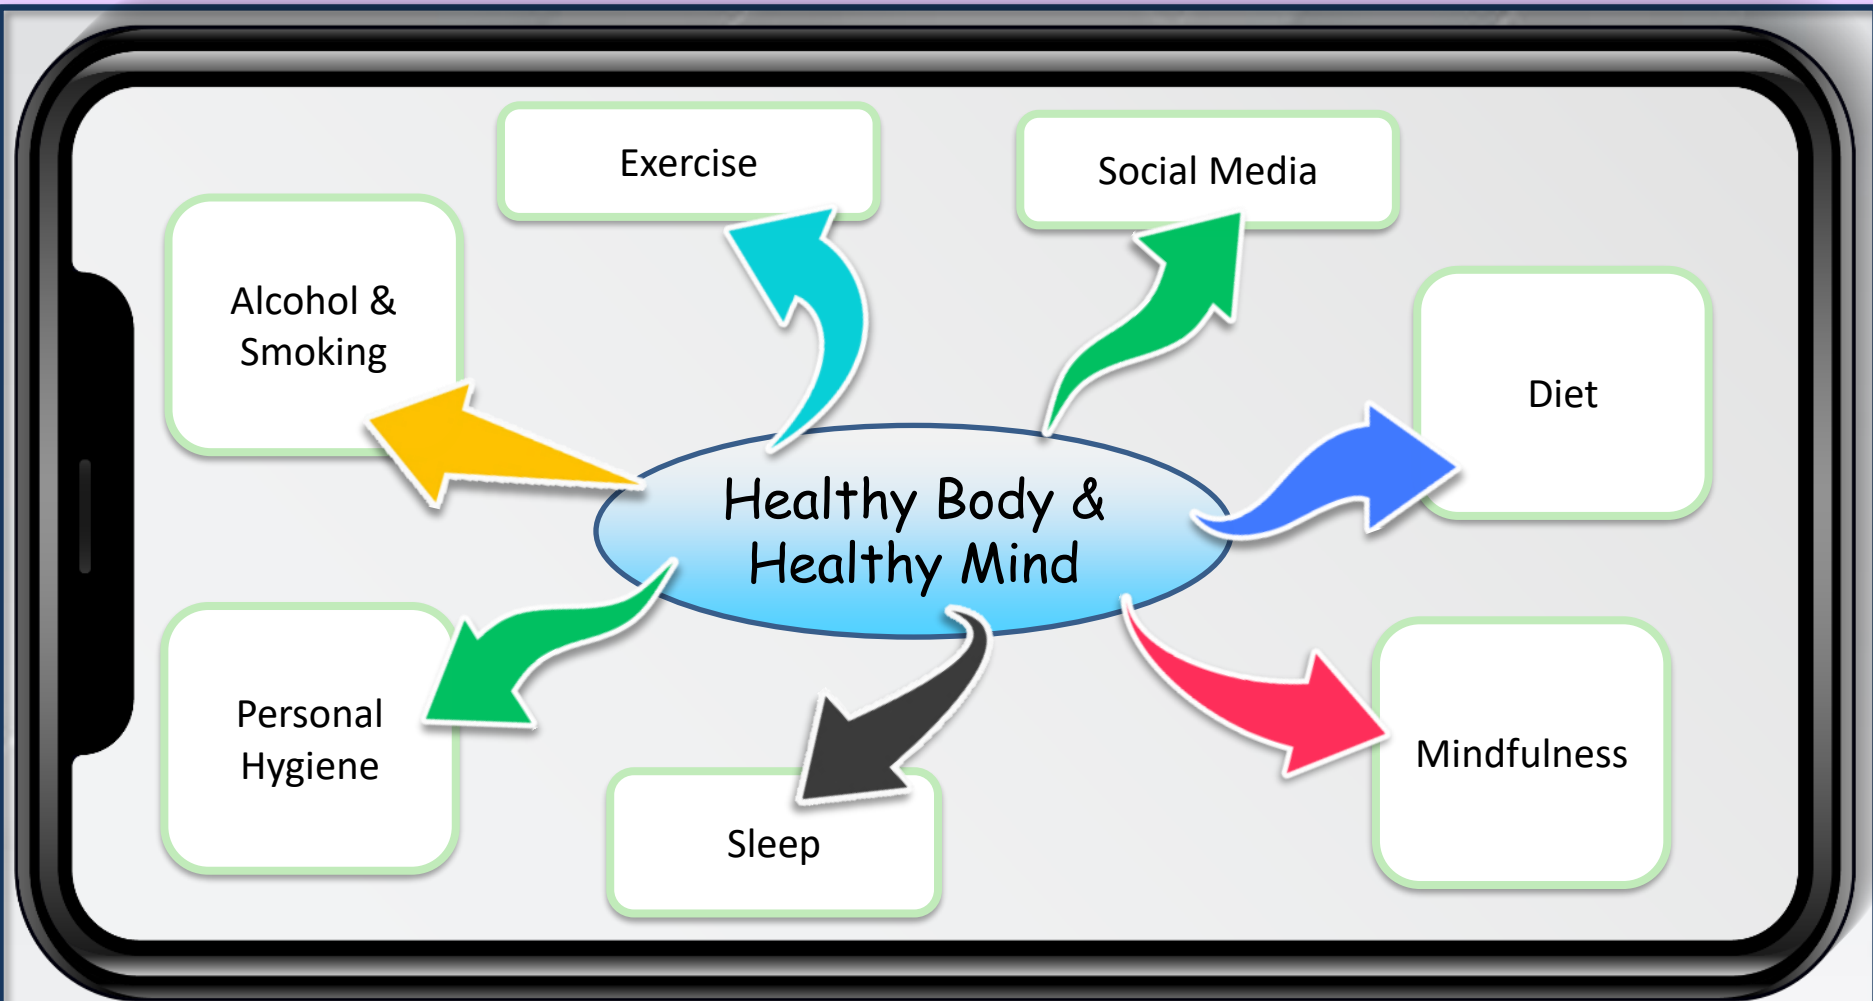 Exercise
Social Media
Alcohol &
Smoking
Diet
Healthy Body &
Healthy Mind
Personal
Hygiene
Mindfulness
Sleep